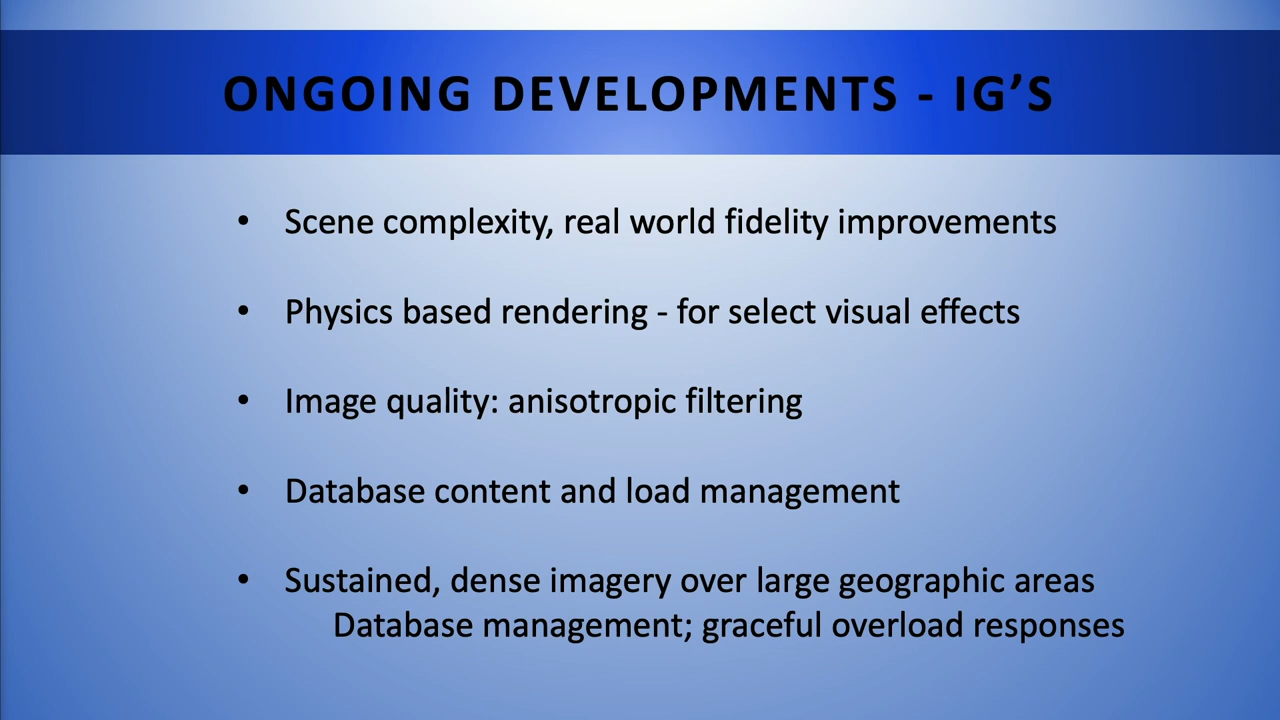 ONGOING DEVELOPMENTS - IG’S
• Scene complexity, real world fidelity improvements
• Physics based rendering - for select visual effects
• Image quality: anisotropic filtering
• Database content and load management
• Sustained, dense imagery over large geographic areas
Database management; graceful overload responses